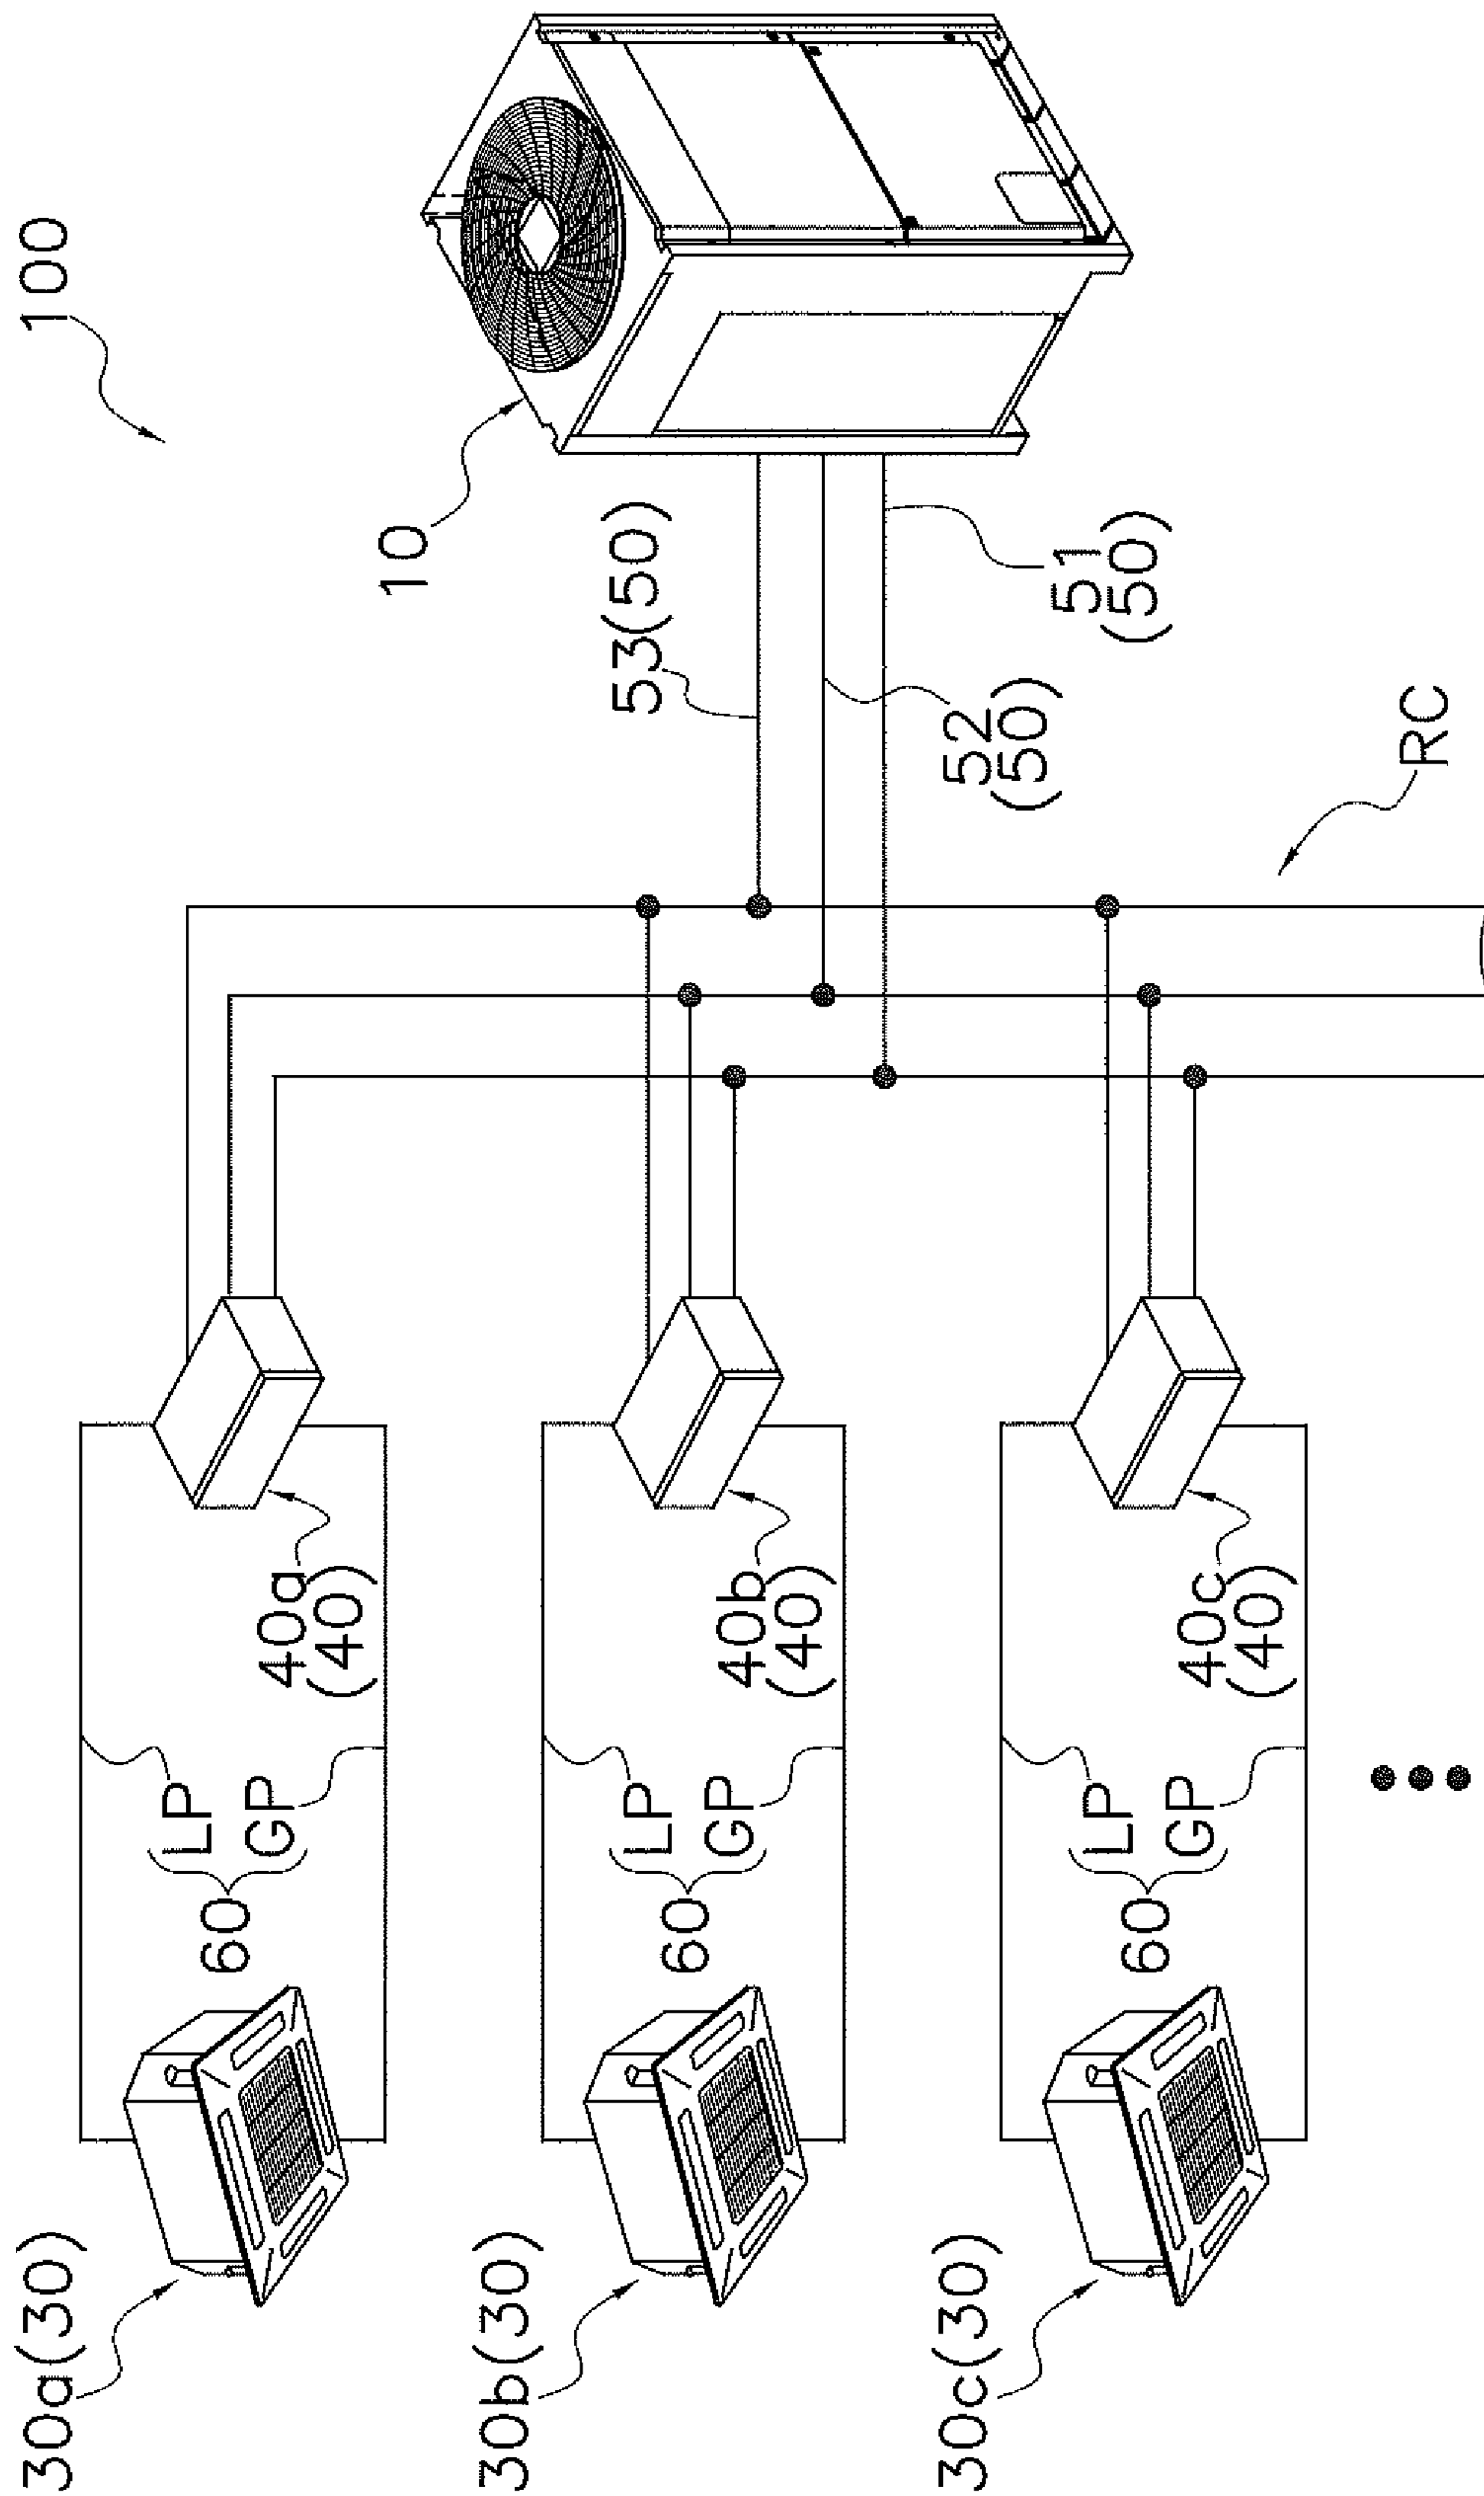 100
10
53(50)
52
(50)
51
(50)
RC
40a
(40)
40b
(40)
40c
(40)
LP
GP
60
LP
GP
60
LP
GP
60
30a(30)
30b(30)
30c(30)